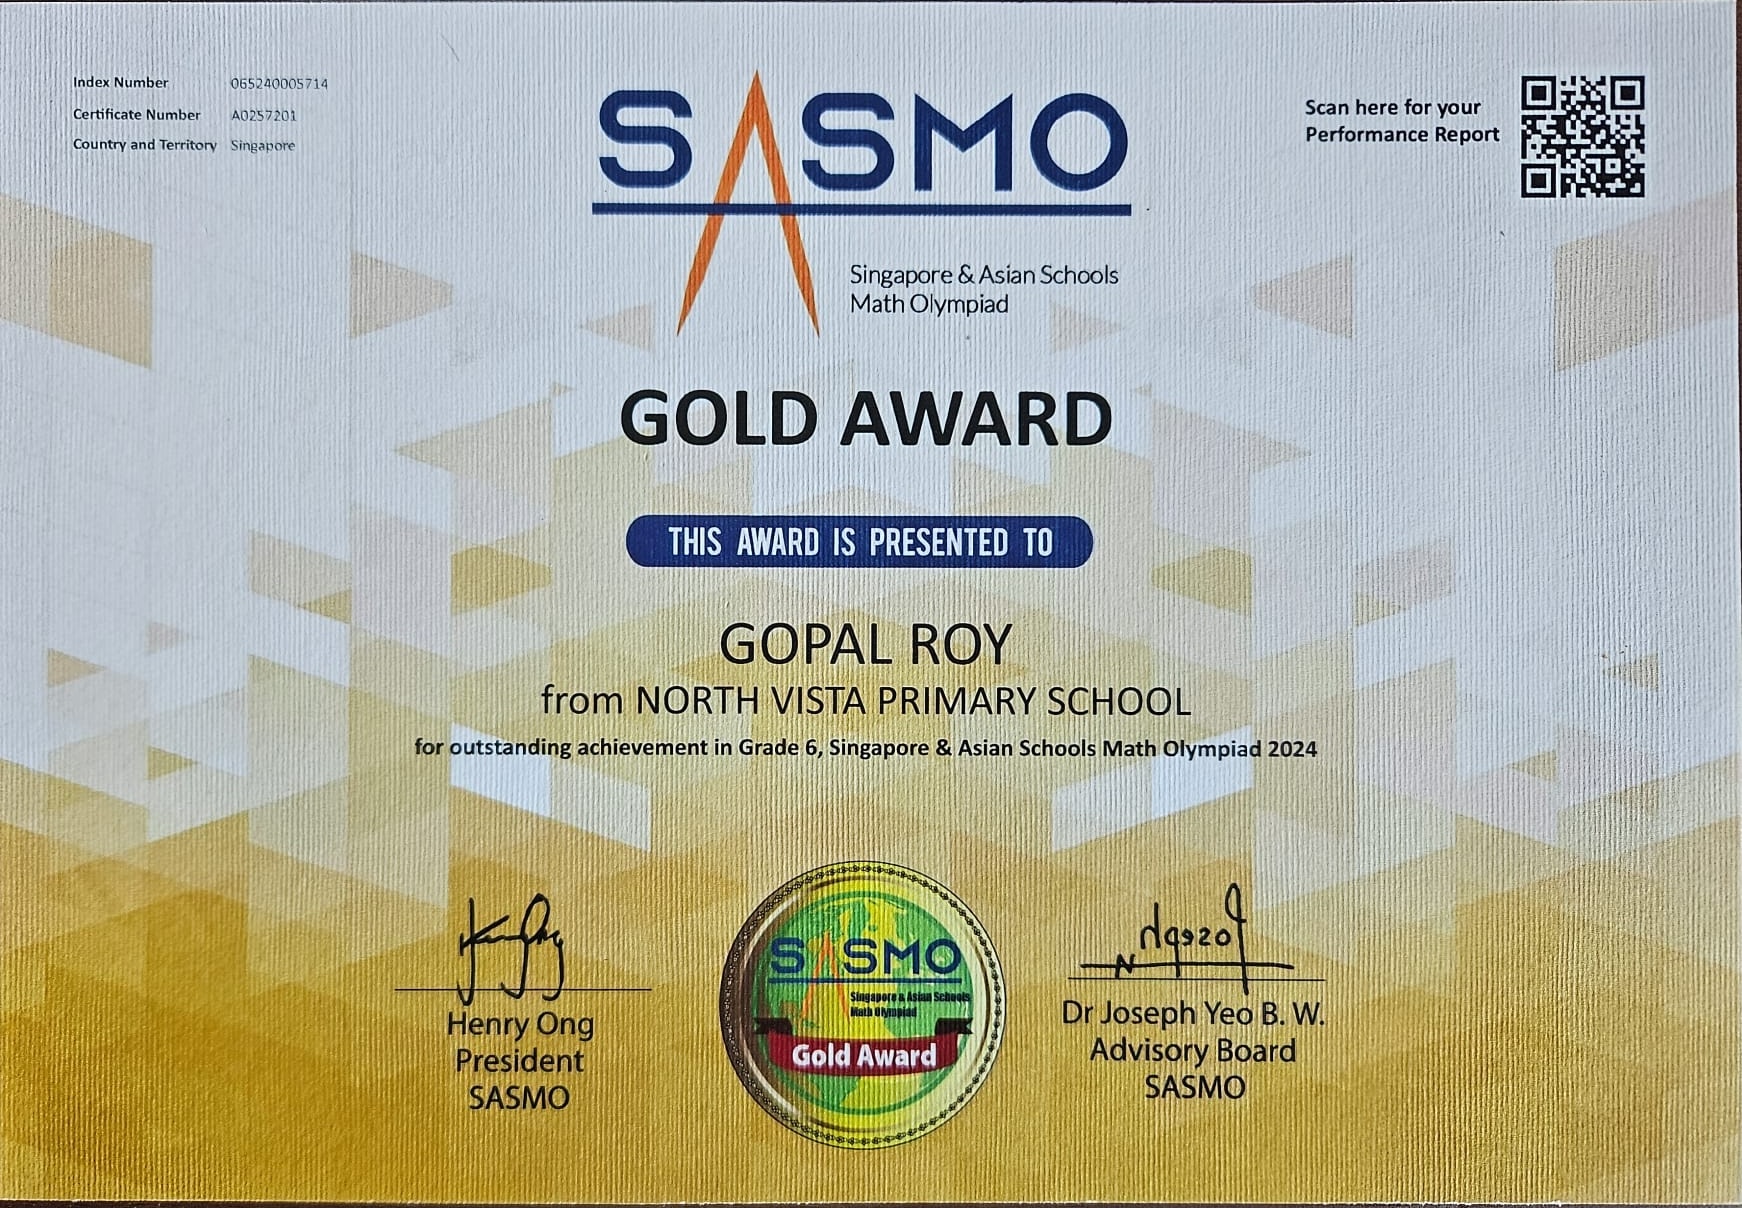 Index Number 065240005714
Certificate Number A0257201
Country and Territory Singapore
SASMO
Singapore & Asian Schools
Math Olympiad
Scan here for your
Performance Report
GOLD AWARD
THIS AWARD IS PRESENTED TO
GOPAL ROY
from NORTH VISTA PRIMARY SCHOOL
for outstanding achievement in Grade 6, Singapore & Asian Schools Math Olympiad 2024
Henry Ong
President
SASMO
SASMO
Singapore & Asian Schools
Math Olympiad
Gold Award
Dr Joseph Yeo B. W.
Advisory Board
SASMO